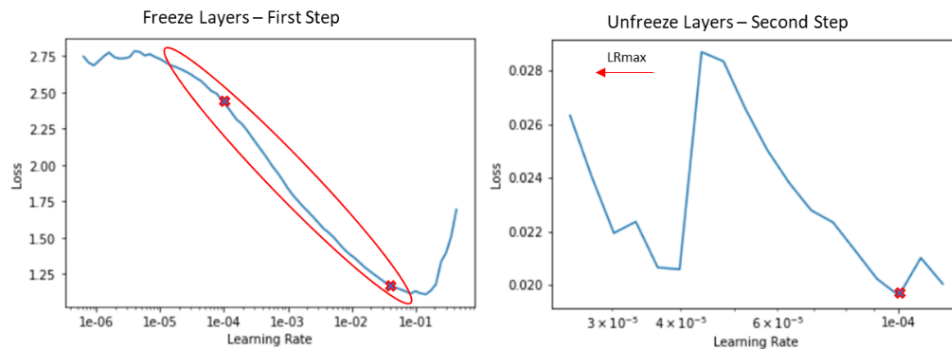 Freeze Layers – First Step
2.75
2.50
2.25
2.00
1.75
1.50
1.25
Loss
1e-06 1e-05 1e-04 1e-03 1e-02 1e-01
Learning Rate
Unfreeze Layers – Second Step
LRmax
0.028
0.026
0.024
0.022
0.020
Loss
3 × 10⁻⁵ 4 × 10⁻⁵ 6 × 10⁻⁵ 1e-04
Learning Rate